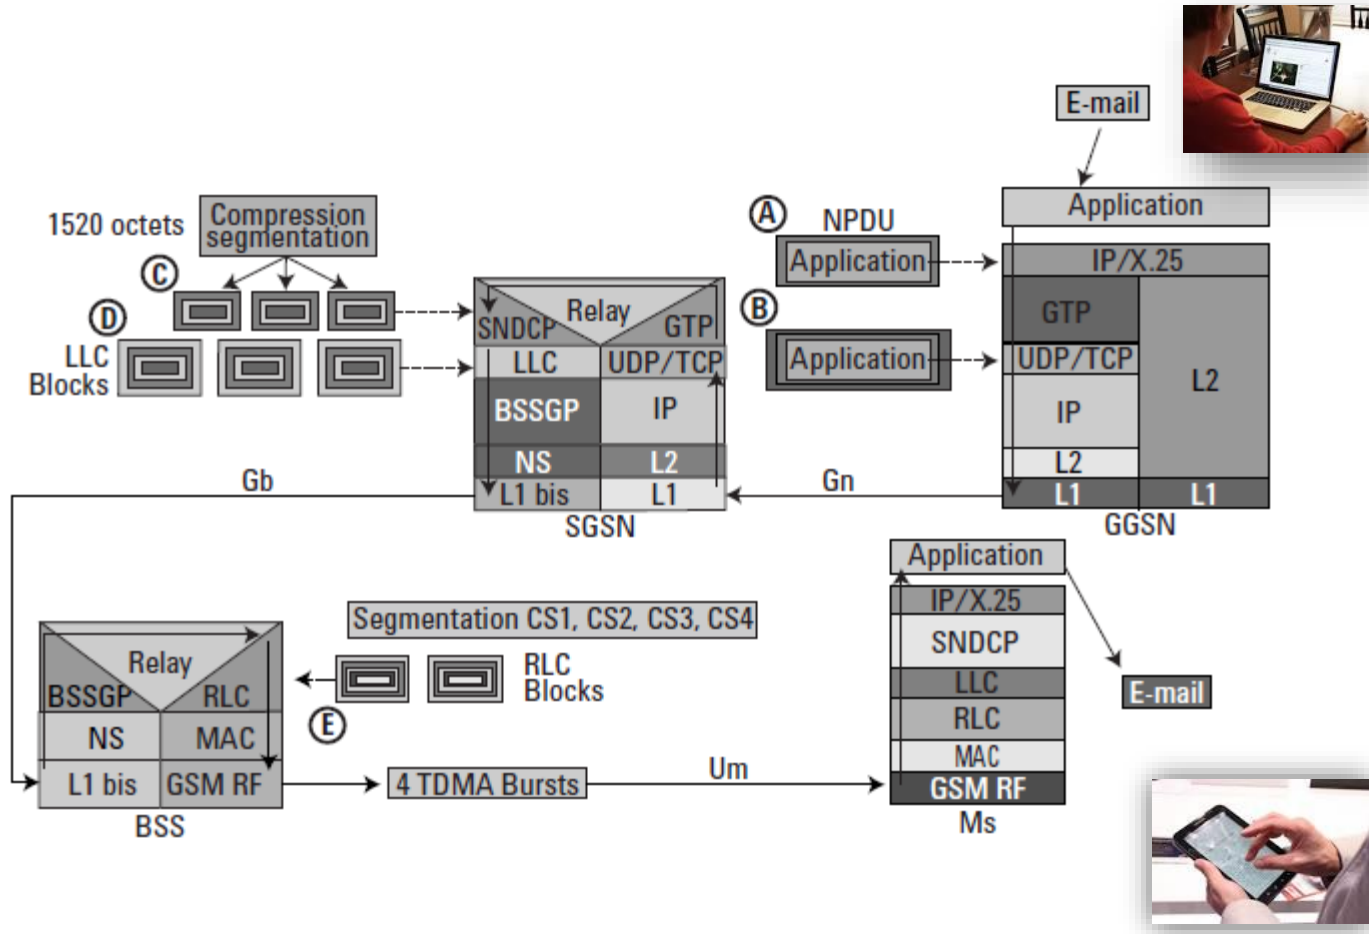 E-mail
Application
IP/X.25
GTP
UDP/TCP
IP
L2
L2
L1
L1
GGSN
A
NPDU
Application
B
Application
1520 octets
Compression
segmentation
C
D
LLC
Blocks
Relay
SNDCP
GTP
LLC
UDP/TCP
BSSGP
IP
NS
L2
L1 bis
L1
SGSN
Gb
Gn
Segmentation CS1, CS2, CS3, CS4
RLC
Blocks
E
Relay
BSSGP
RLC
NS
MAC
L1 bis
GSM RF
BSS
4 TDMA Bursts
Um
Application
IP/X.25
SNDCP
LLC
RLC
MAC
GSM RF
Ms
E-mail